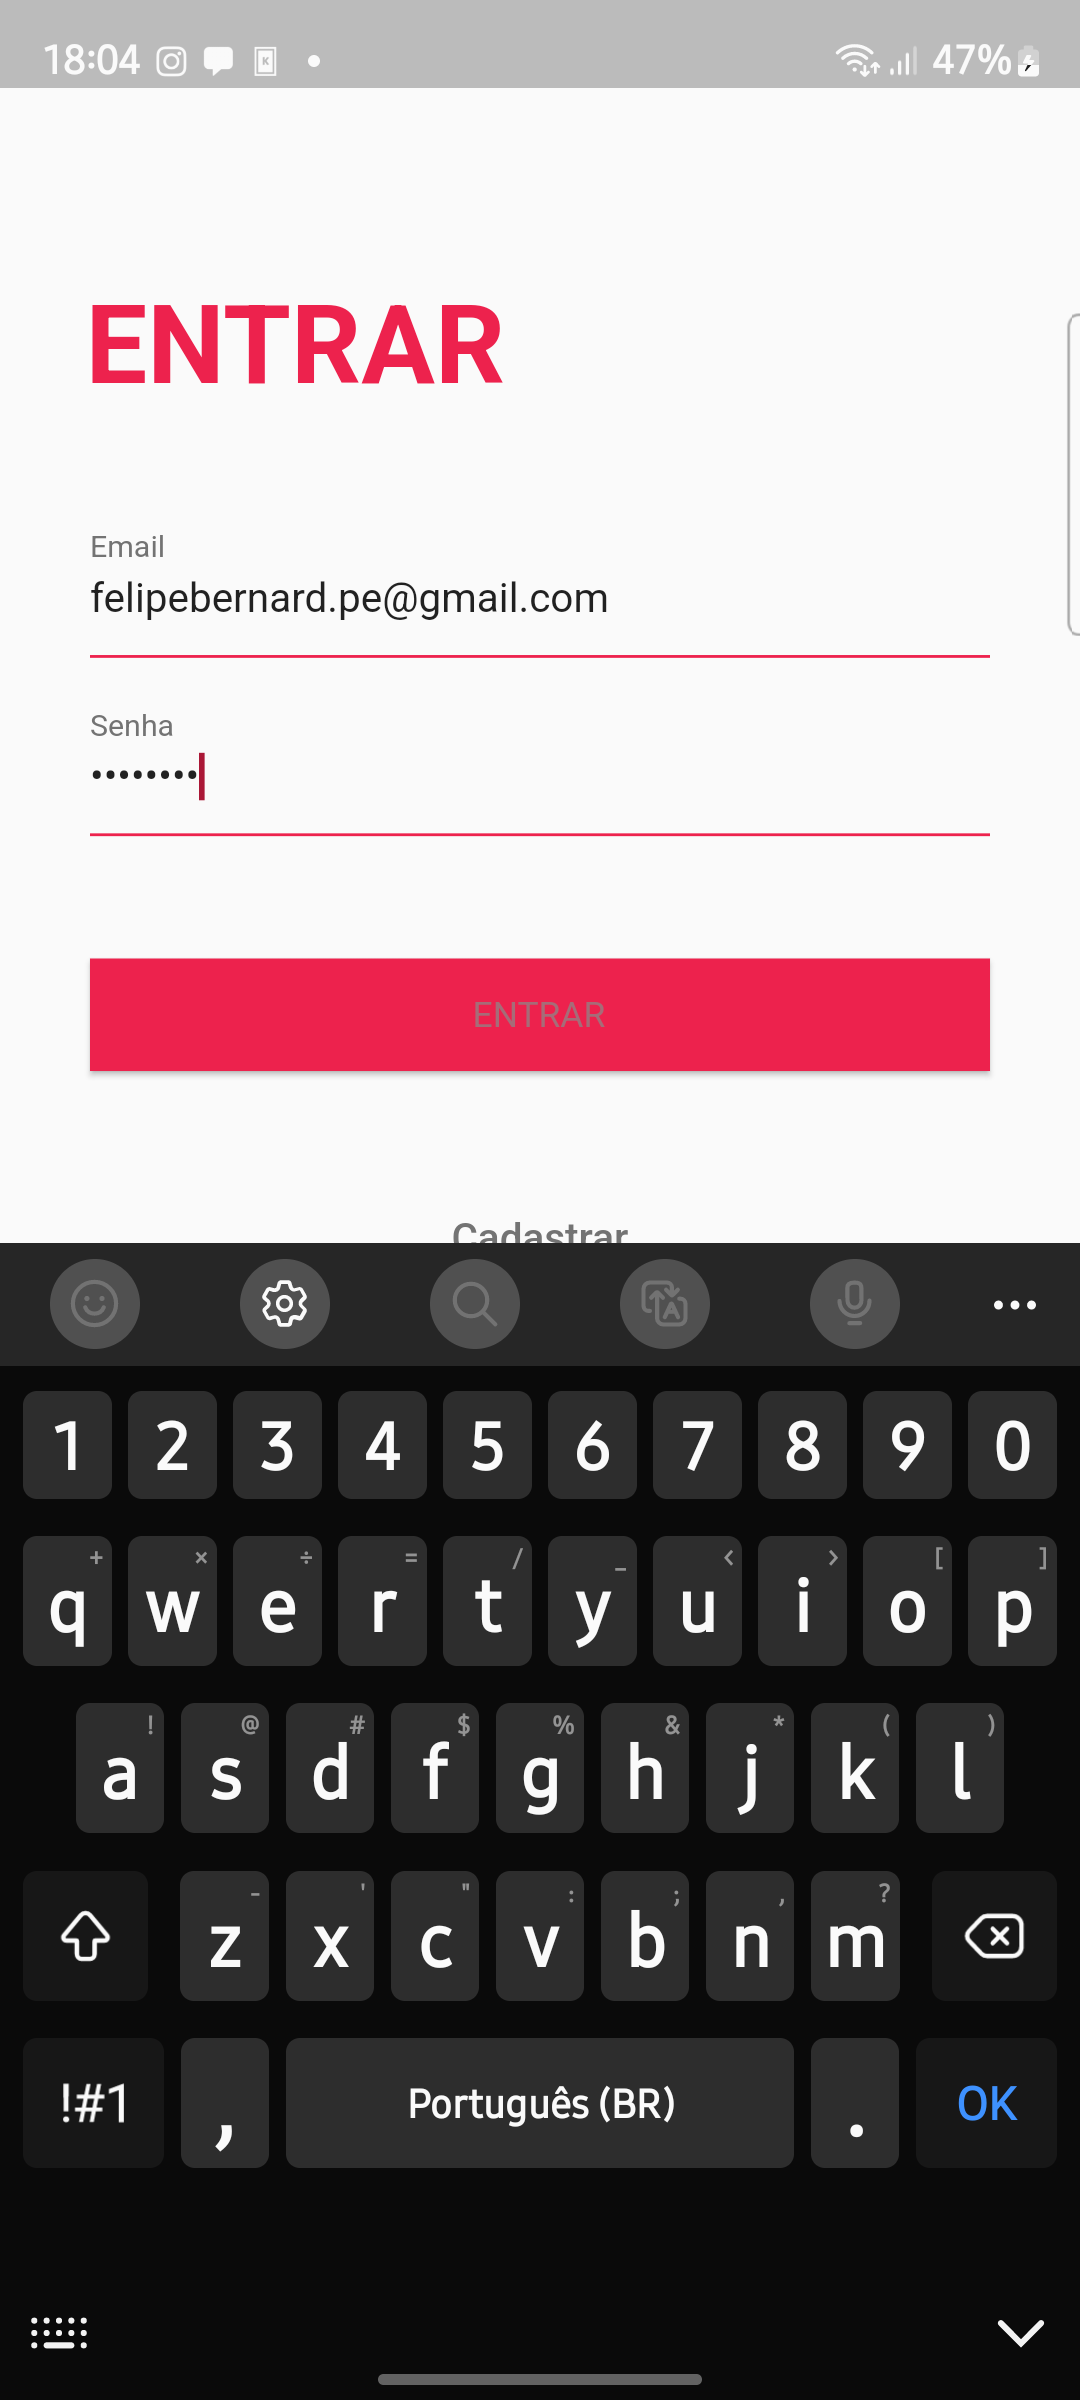 18:04 47%
ENTRAR
Email
felipebernard.pe@gmail.com
Senha
••••••••
ENTRAR
Cadastrar
1 2 3 4 5 6 7 8 9 0
+ × ÷ = / _ < > [ ]
q w e r t y u i o p
! @ # $ % & * ( )
a s d f g h j k l
- ' " : ; , ?
z x c v b n m
!#1 , Português (BR) . OK